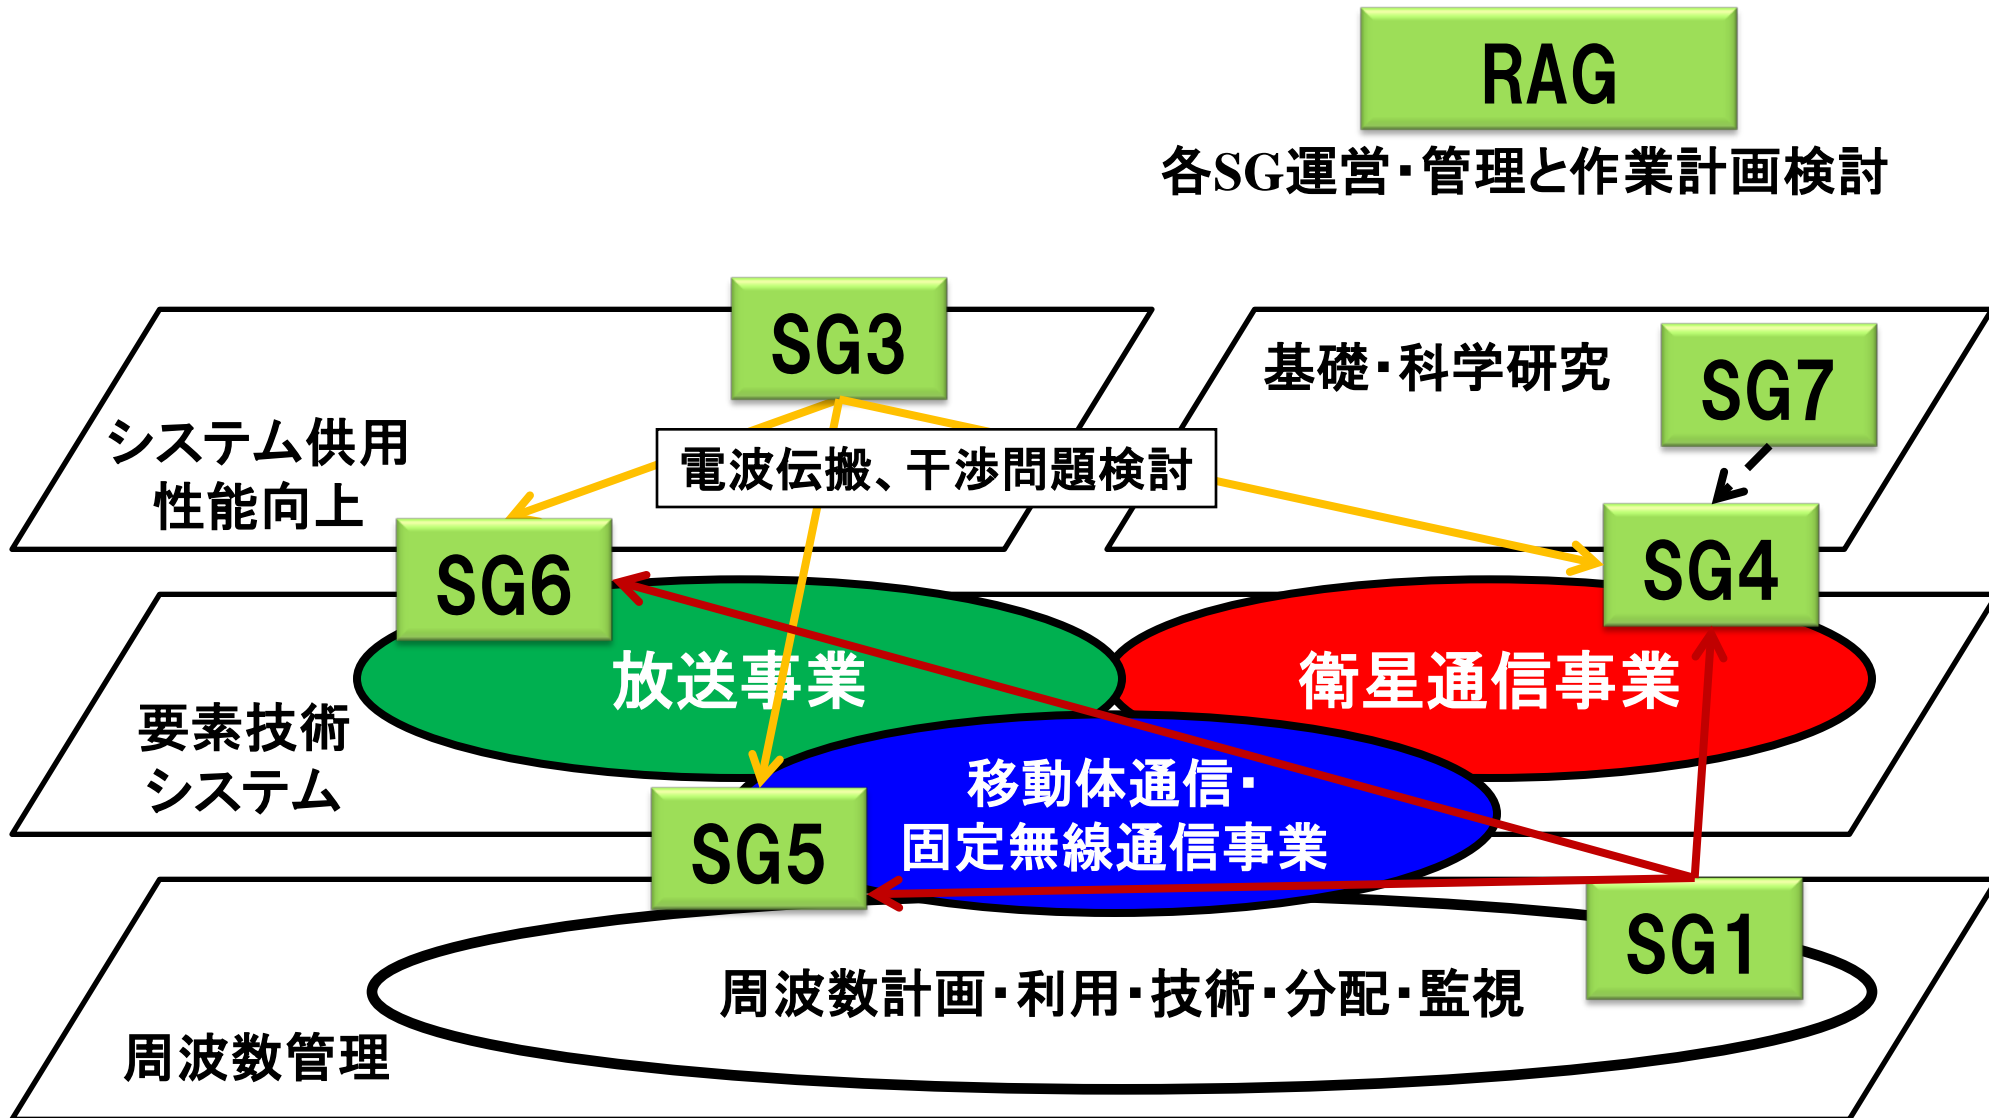 RAG
各SG運営・管理と作業計画検討
SG3
基礎・科学研究
SG7
システム供用
性能向上
電波伝搬、干渉問題検討
SG6
SG4
放送事業
衛星通信事業
要素技術
システム
移動体通信・
固定無線通信事業
SG5
SG1
周波数計画・利用・技術・分配・監視
周波数管理